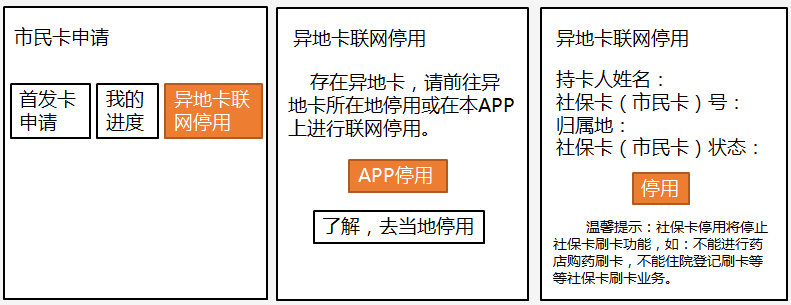 市民卡申请
首发卡
申请
我的
进度
异地卡联
网停用
异地卡联网停用
存在异地卡，请前往异
地卡所在地停用或在本APP
上进行联网停用。
APP停用
了解，去当地停用
异地卡联网停用
持卡人姓名：
社保卡（市民卡）号：
归属地：
社保卡（市民卡）状态：
停用
温馨提示：社保卡停用将停止
社保卡刷卡功能，如：不能进行药
店购药刷卡，不能住院登记刷卡等
等社保卡刷卡业务。